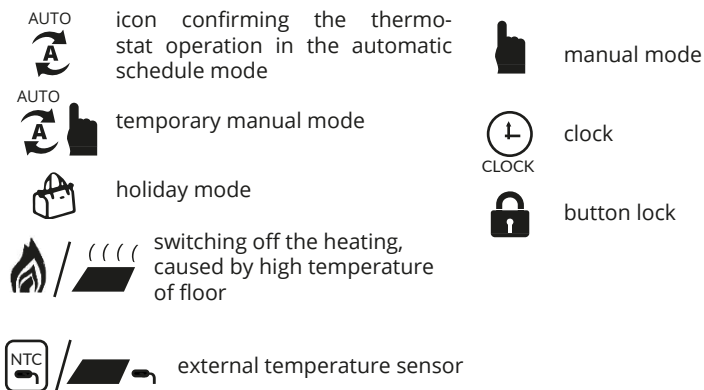 AUTO
A
icon confirming the thermo-
stat operation in the automatic
schedule mode
AUTO
A
temporary manual mode
holiday mode
switching off the heating,
caused by high temperature
of floor
NTC
external temperature sensor
manual mode
CLOCK
clock
button lock